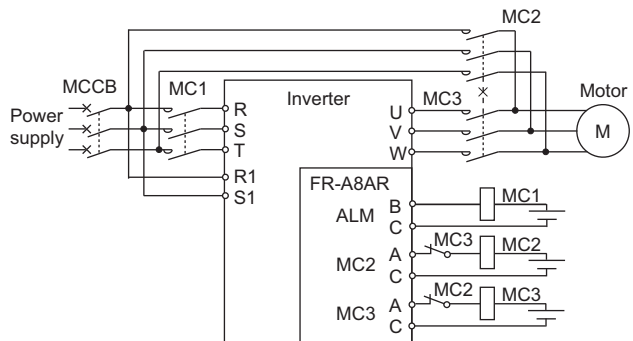 MC2
MCCB
MC1
Power supply
Inverter
MC3
Motor
R
S
T
R1
S1
U
V
W
M
FR-A8AR
ALM
B
C
MC1
MC2
A
C
MC3
MC2
MC3
A
C
MC2
MC3